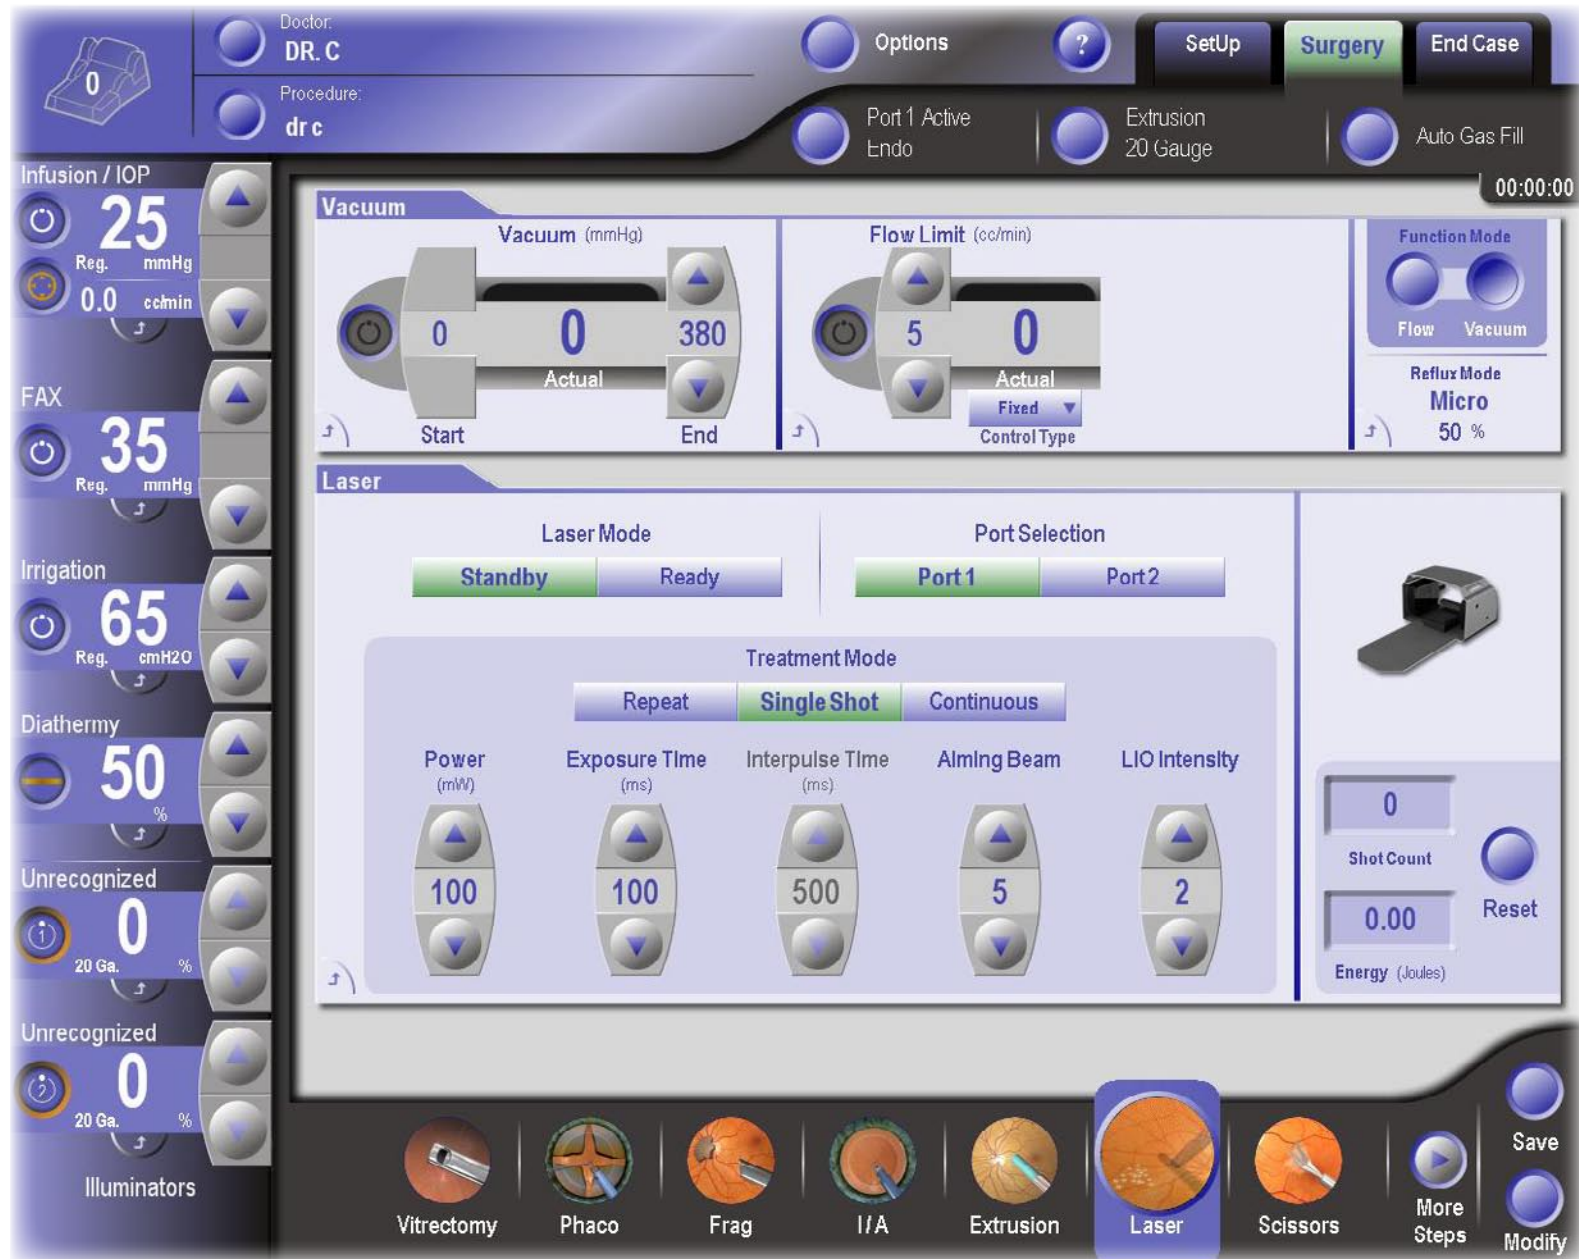 0
Doctor:
DR. C
Procedure:
dr c
Options
?
SetUp
Surgery
End Case
Port 1 Active
Endo
Extrusion
20 Gauge
Auto Gas Fill
00:00:00
Infusion / IOP
25
Reg. mmHg
0.0 cc/min
FAX
35
Reg. mmHg
Irrigation
65
Reg. cmH2O
Diathermy
50
%
Unrecognized
1
0
20 Ga. %
Unrecognized
2
0
20 Ga. %
Illuminators
Vacuum
Vacuum (mmHg)
0 0 380
Actual
Start End
Flow Limit (cc/min)
5 0
Actual
Fixed
Control Type
Function Mode
Flow Vacuum
Reflux Mode
Micro
50 %
Laser
Laser Mode
Standby Ready
Port Selection
Port 1 Port 2
Treatment Mode
Repeat Single Shot Continuous
Power Exposure Time Interpulse Time Aiming Beam LIO Intensity
(mW) (ms) (ms)
100 100 500 5 2
0
Shot Count
0.00
Energy (Joules)
Reset
Vitrectomy Phaco Frag I/A Extrusion Laser Scissors
More
Steps
Save
Modify